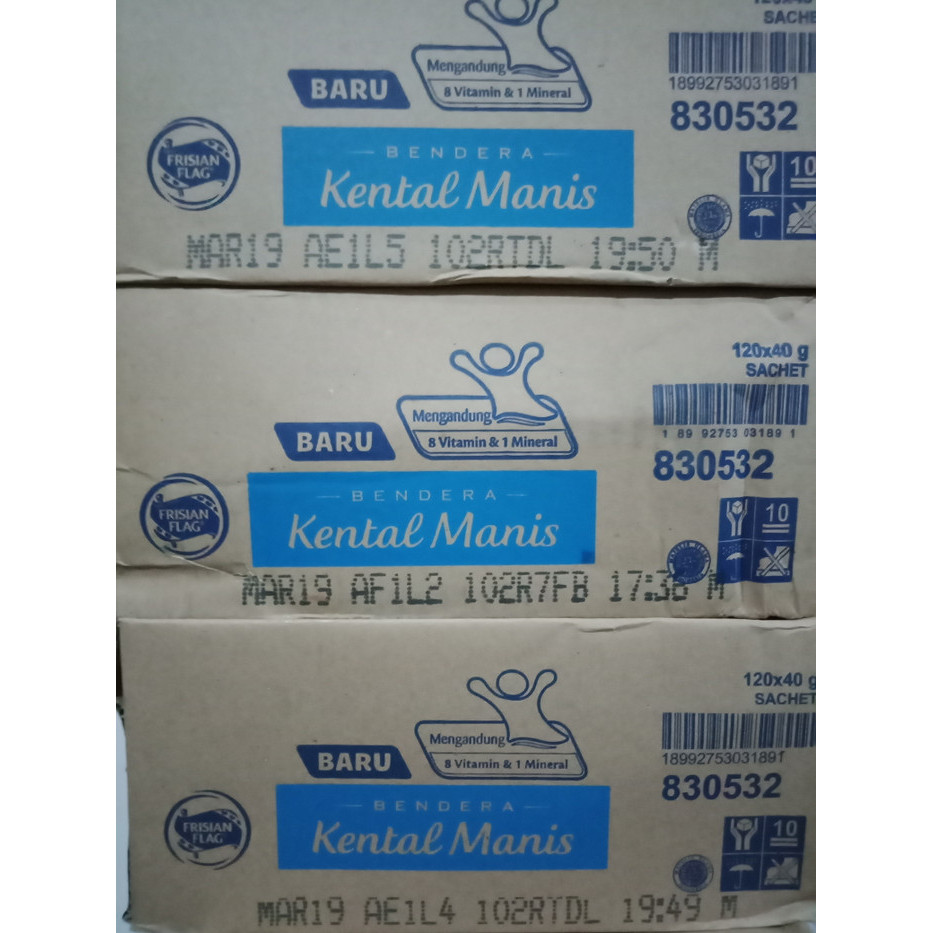 SACHET
Mengandung
8 Vitamin & 1 Mineral
BARU
18992753031891
830532
FRISIAN FLAG
BENDERA
Kental Manis
10
MAR19 AE1L5 102RTDL 19:50 M
120x40 g
SACHET
Mengandung
8 Vitamin & 1 Mineral
BARU
1 89 92753 03189 1
830532
FRISIAN FLAG
BENDERA
Kental Manis
10
MAR19 AF1L2 102R7FB 17:36 M
120x40 g
SACHET
Mengandung
8 Vitamin & 1 Mineral
BARU
18992753031891
830532
FRISIAN FLAG
BENDERA
Kental Manis
10
MAR19 AE1L4 102RTDL 19:49 M